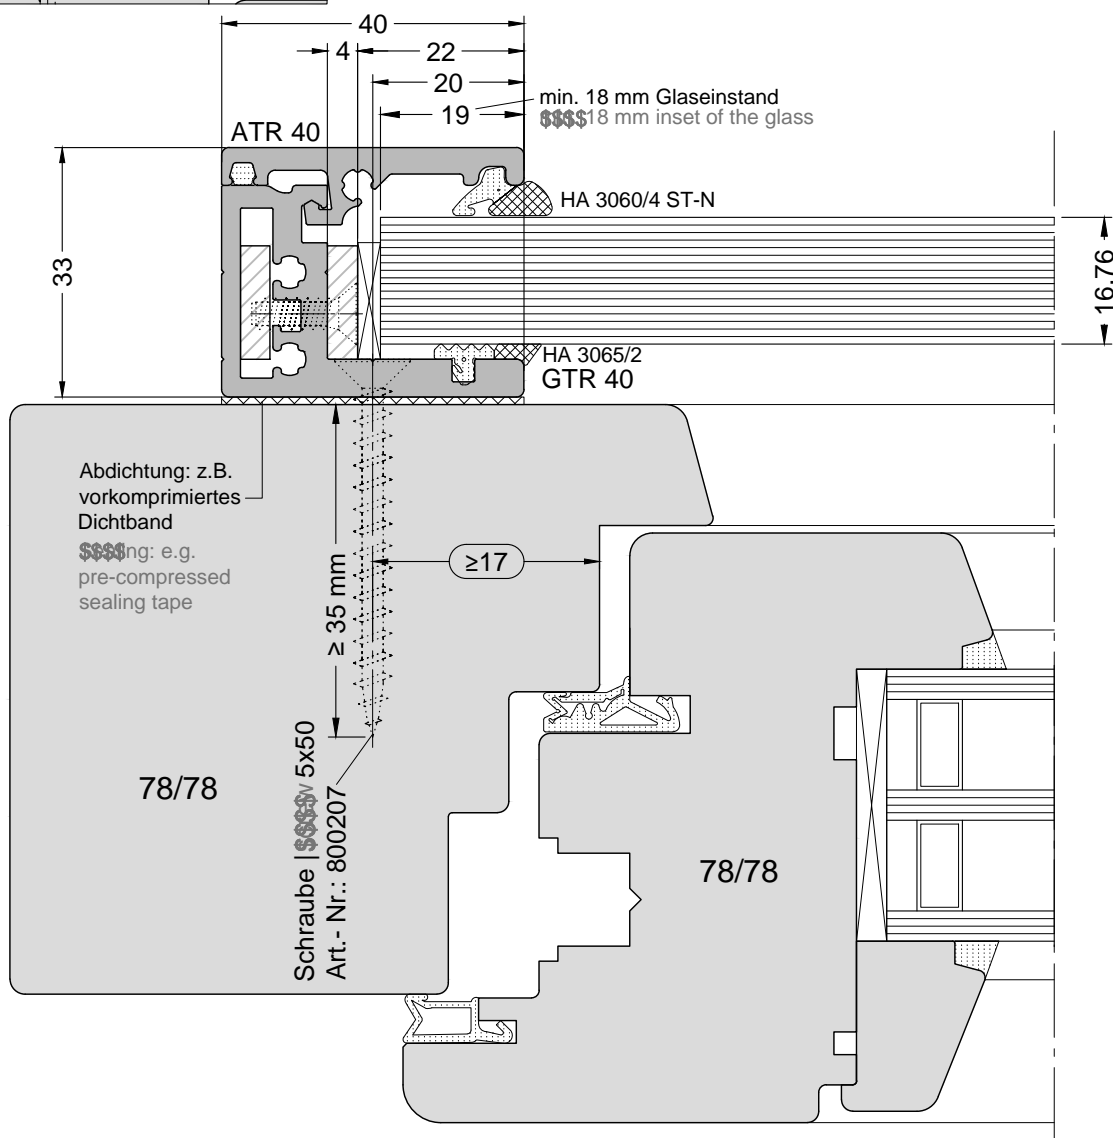 40
4
22
20
19
min. 18 mm Glaseinstand
18 mm inset of the glass
ATR 40
HA 3060/4 ST-N
33
16,76
HA 3065/2
GTR 40
Abdichtung: z.B.
vorkomprimiertes
Dichtband
$$$$ng: e.g.
pre-compressed
sealing tape
≥17
≥ 35 mm
Schraube | $$$$w 5x50
Art.- Nr.: 800207
78/78
78/78